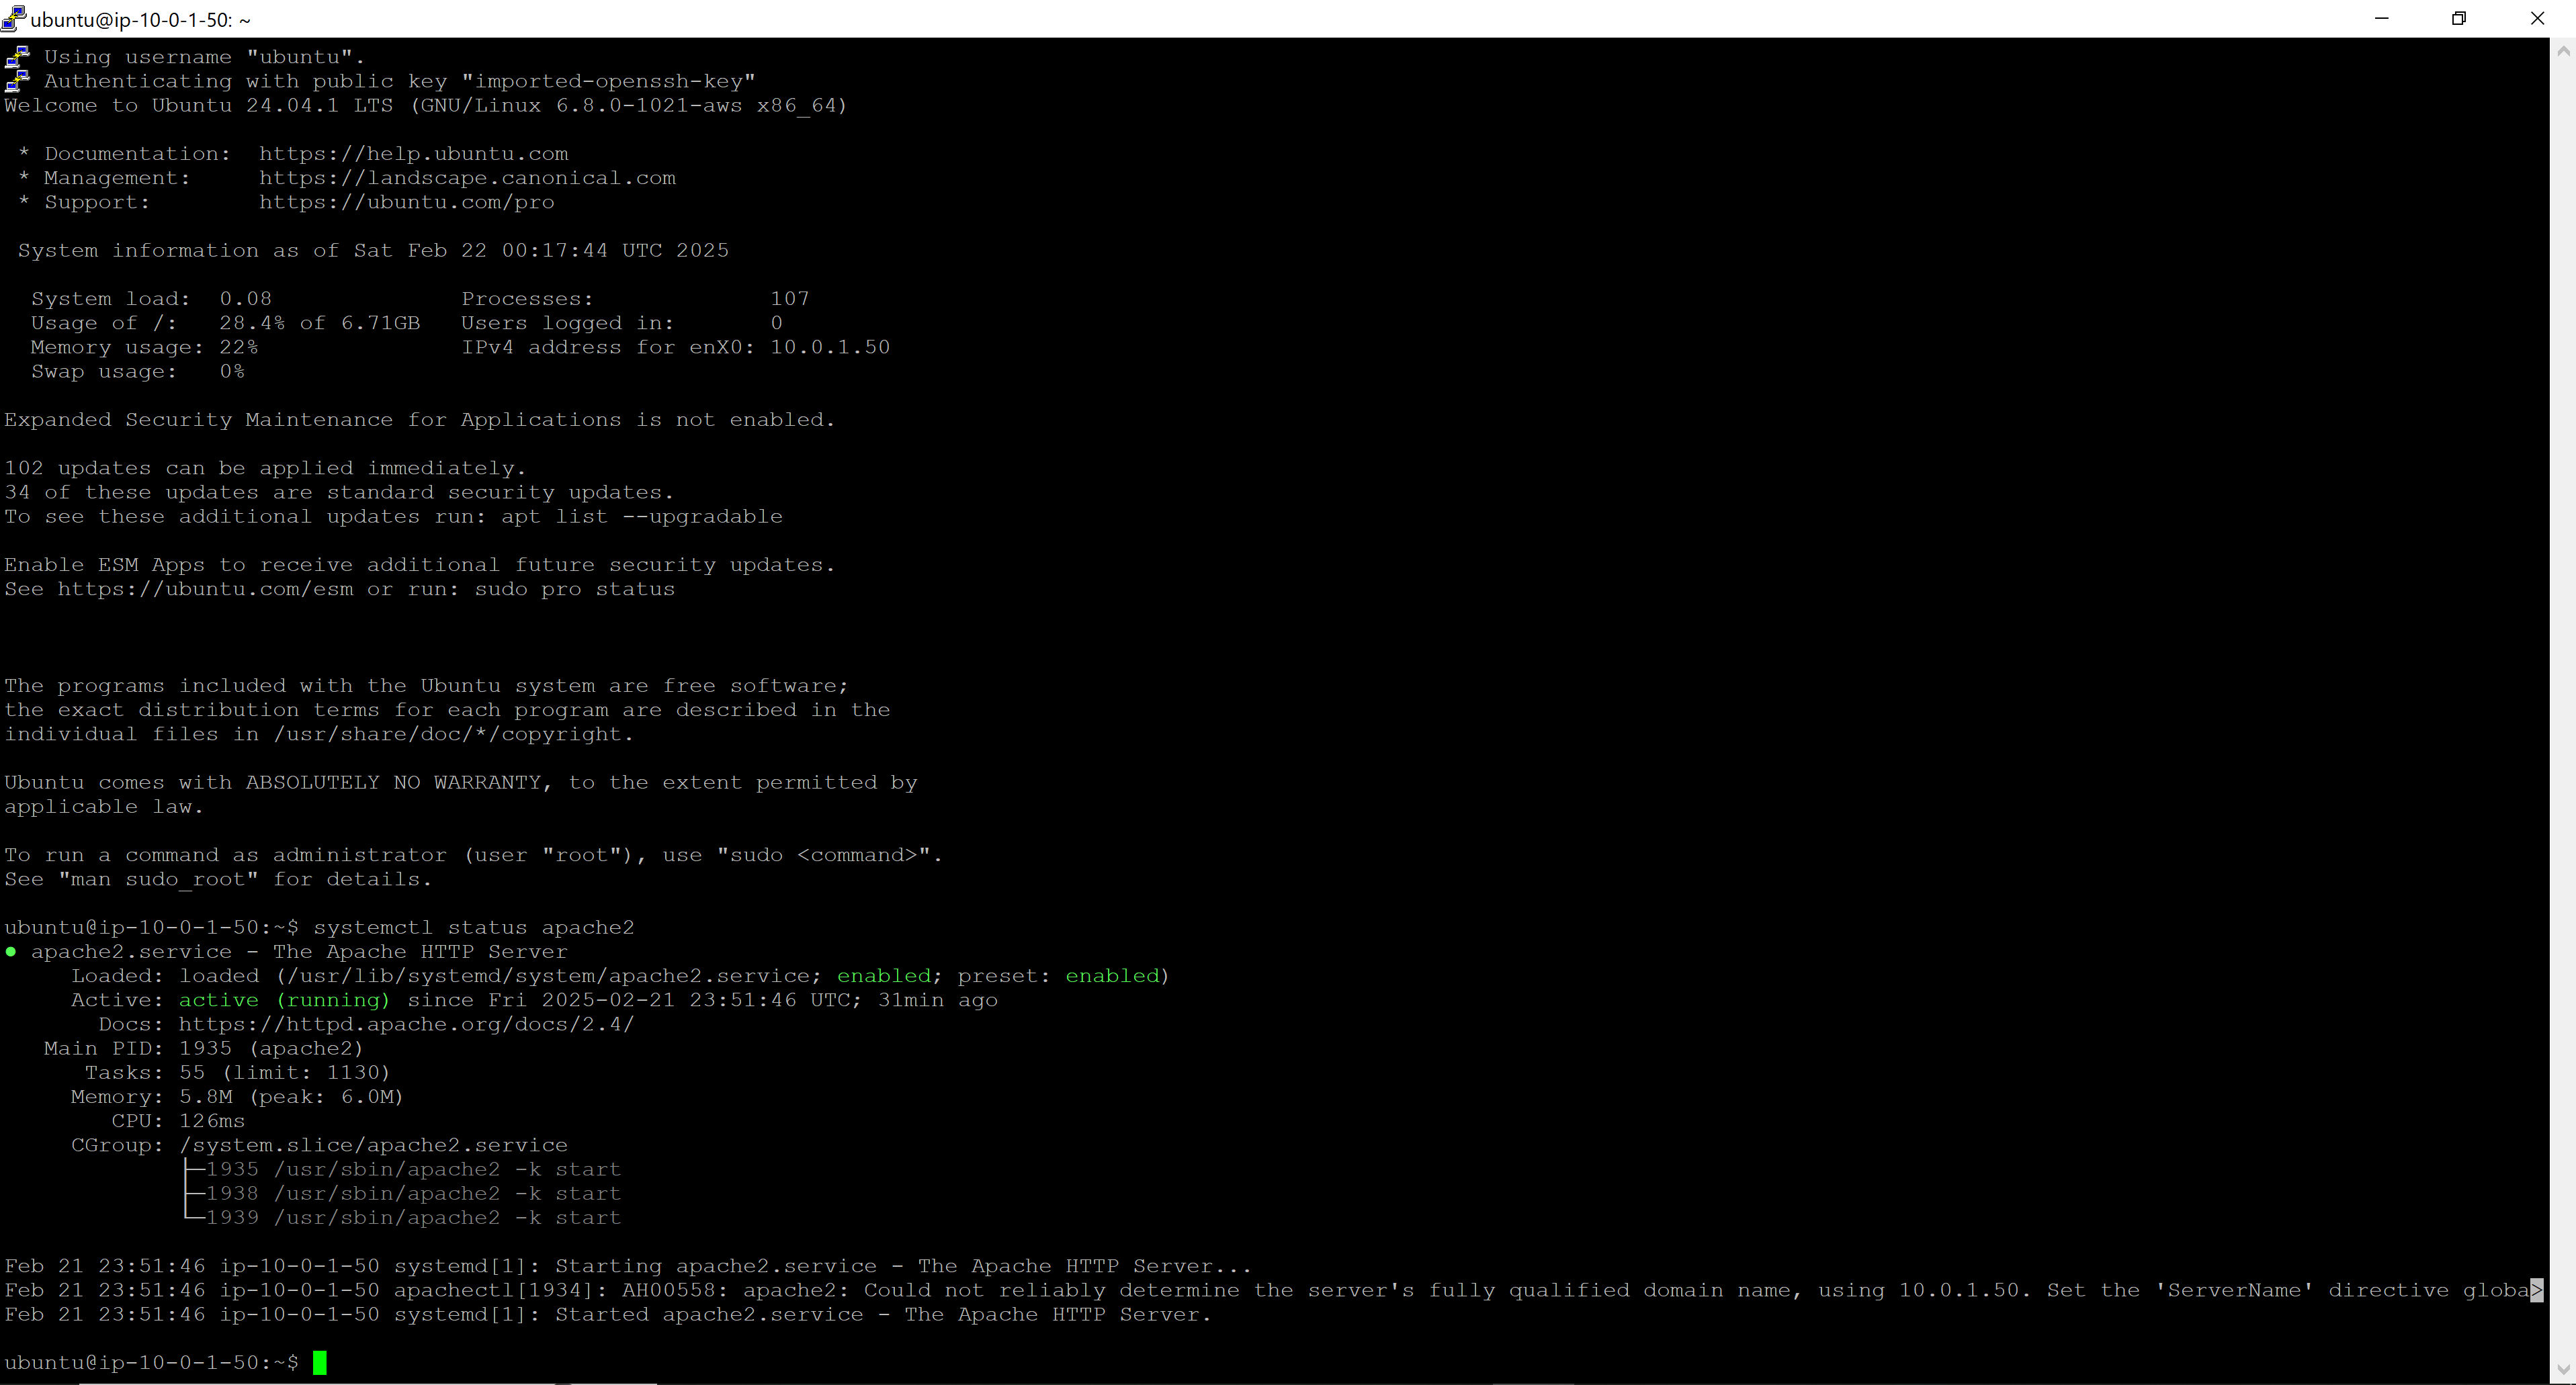 ubuntu@ip-10-0-1-50: ~
Using username "ubuntu".
Authenticating with public key "imported-openssh-key"
Welcome to Ubuntu 24.04.1 LTS (GNU/Linux 6.8.0-1021-aws x86_64)
* Documentation:  https://help.ubuntu.com
* Management:     https://landscape.canonical.com
* Support:        https://ubuntu.com/pro
System information as of Sat Feb 22 00:17:44 UTC 2025
System load:  0.08              Processes:             107
Usage of /:   28.4% of 6.71GB   Users logged in:       0
Memory usage: 22%               IPv4 address for enX0: 10.0.1.50
Swap usage:   0%
Expanded Security Maintenance for Applications is not enabled.
102 updates can be applied immediately.
34 of these updates are standard security updates.
To see these additional updates run: apt list --upgradable
Enable ESM Apps to receive additional future security updates.
See https://ubuntu.com/esm or run: sudo pro status
The programs included with the Ubuntu system are free software;
the exact distribution terms for each program are described in the
individual files in /usr/share/doc/*/copyright.
Ubuntu comes with ABSOLUTELY NO WARRANTY, to the extent permitted by
applicable law.
To run a command as administrator (user "root"), use "sudo <command>".
See "man sudo_root" for details.
ubuntu@ip-10-0-1-50:~$ systemctl status apache2
● apache2.service - The Apache HTTP Server
Loaded: loaded (/usr/lib/systemd/system/apache2.service; enabled; preset: enabled)
Active: active (running) since Fri 2025-02-21 23:51:46 UTC; 31min ago
Docs: https://httpd.apache.org/docs/2.4/
Main PID: 1935 (apache2)
Tasks: 55 (limit: 1130)
Memory: 5.8M (peak: 6.0M)
CPU: 126ms
CGroup: /system.slice/apache2.service
├─1935 /usr/sbin/apache2 -k start
├─1938 /usr/sbin/apache2 -k start
└─1939 /usr/sbin/apache2 -k start
Feb 21 23:51:46 ip-10-0-1-50 systemd[1]: Starting apache2.service - The Apache HTTP Server...
Feb 21 23:51:46 ip-10-0-1-50 apachectl[1934]: AH00558: apache2: Could not reliably determine the server's fully qualified domain name, using 10.0.1.50. Set the 'ServerName' directive globa>
Feb 21 23:51:46 ip-10-0-1-50 systemd[1]: Started apache2.service - The Apache HTTP Server.
ubuntu@ip-10-0-1-50:~$